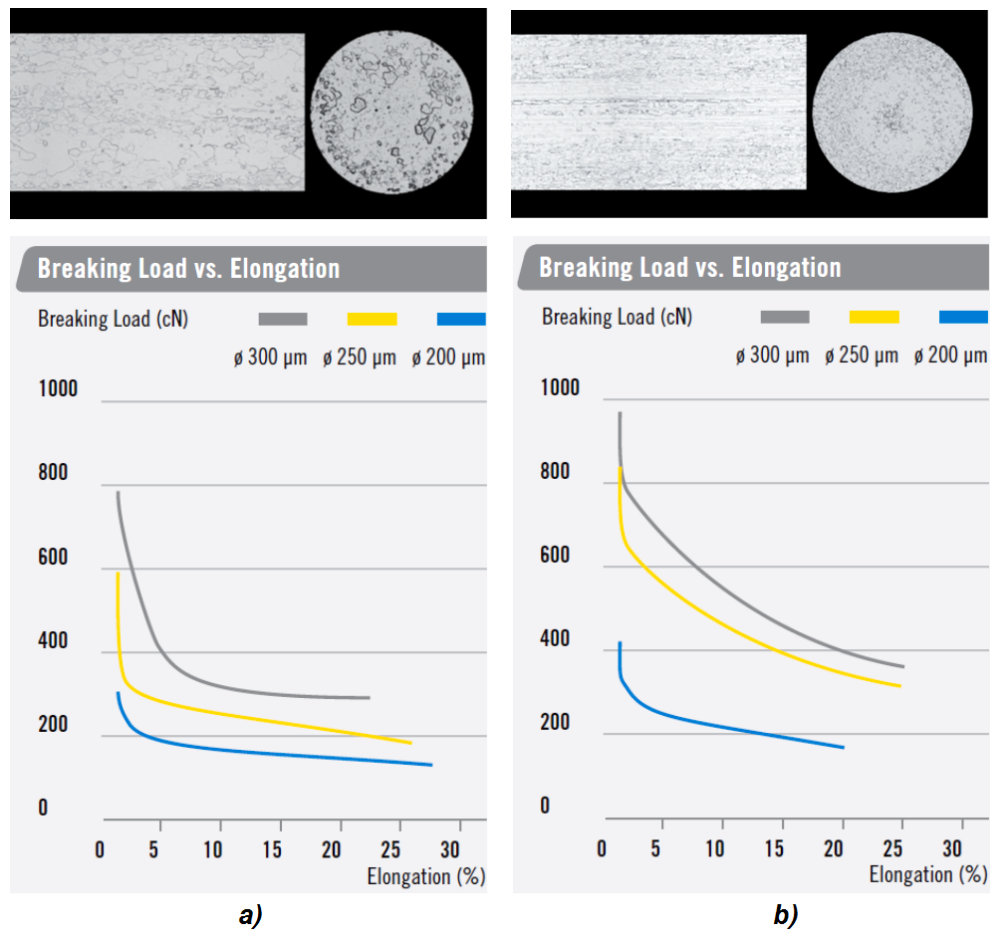 Breaking Load vs. Elongation
Breaking Load (cN)
ø 300 µm ø 250 µm ø 200 µm
1000
800
600
400
200
0
0 5 10 15 20 25 30
Elongation (%)
a)
Breaking Load vs. Elongation
Breaking Load (cN)
ø 300 µm ø 250 µm ø 200 µm
1000
800
600
400
200
0
0 5 10 15 20 25 30
Elongation (%)
b)